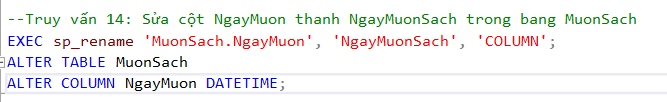 --Truy vấn 14: Sửa cột NgayMuon thanh NgayMuonSach trong bang MuonSach
EXEC sp_rename 'MuonSach.NgayMuon', 'NgayMuonSach', 'COLUMN';
ALTER TABLE MuonSach
ALTER COLUMN NgayMuon DATETIME;